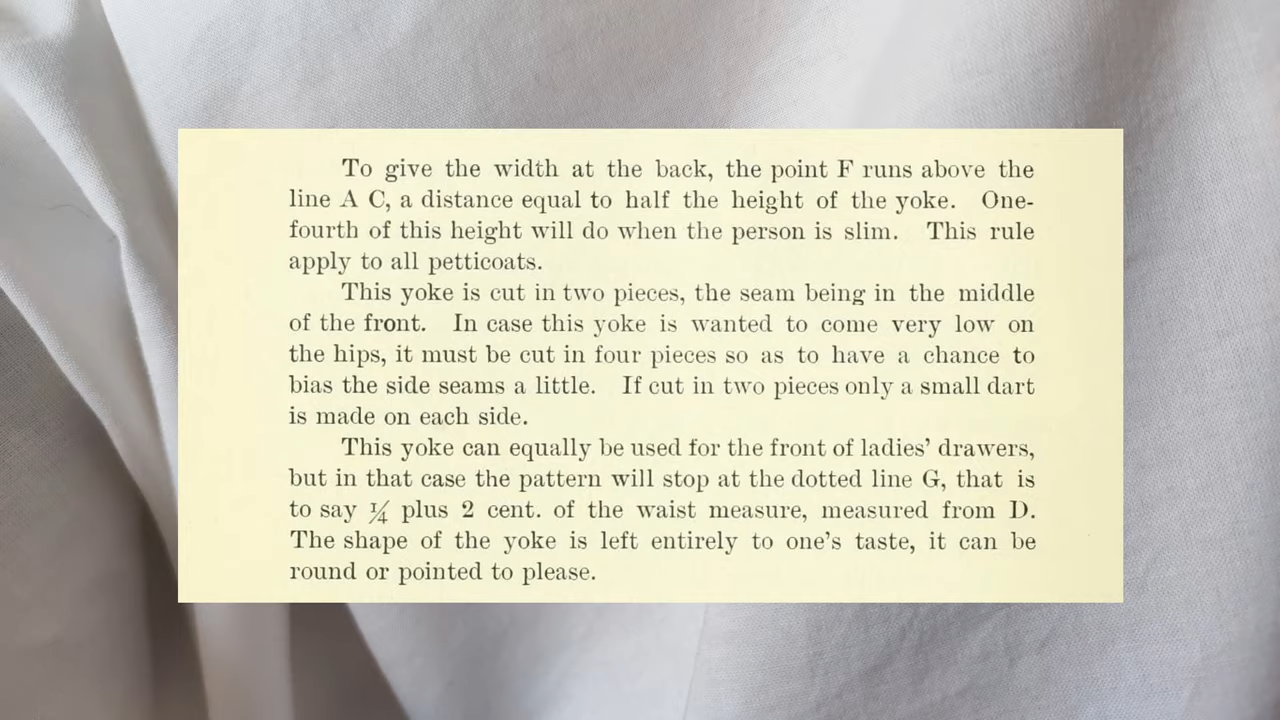 To give the width at the back, the point F runs above the
line A C, a distance equal to half the height of the yoke. One-
fourth of this height will do when the person is slim. This rule
apply to all petticoats.
This yoke is cut in two pieces, the seam being in the middle
of the front. In case this yoke is wanted to come very low on
the hips, it must be cut in four pieces so as to have a chance to
bias the side seams a little. If cut in two pieces only a small dart
is made on each side.
This yoke can equally be used for the front of ladies' drawers,
but in that case the pattern will stop at the dotted line G, that is
to say ¼ plus 2 cent. of the waist measure, measured from D.
The shape of the yoke is left entirely to one's taste, it can be
round or pointed to please.